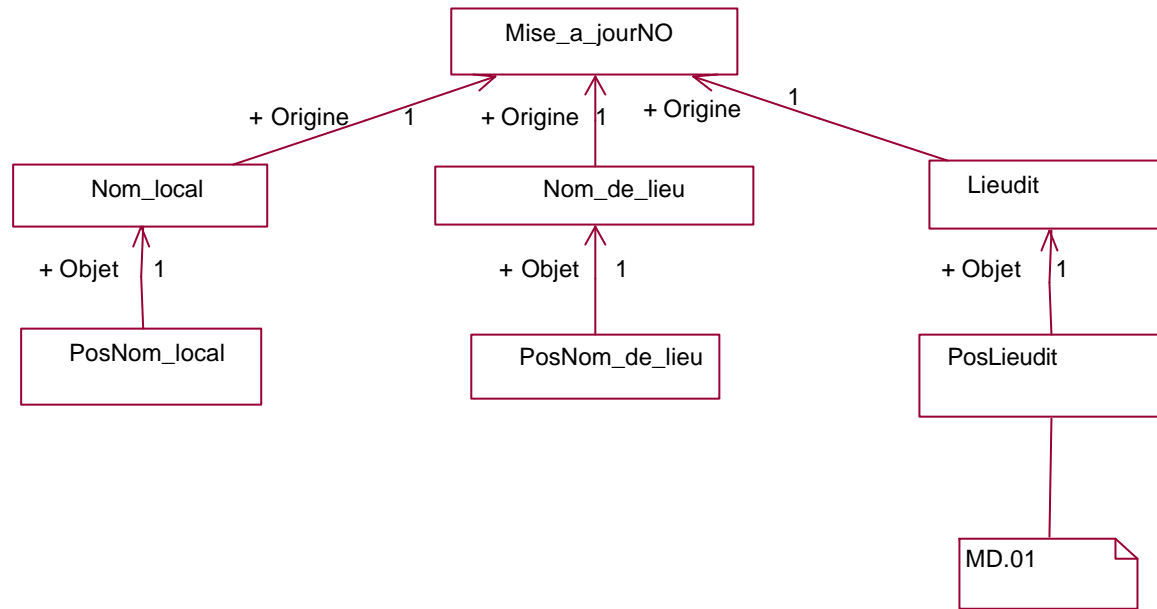 Mise_a_jourNO
+ Origine 1 + Origine 1 + Origine 1
Nom_local Nom_de_lieu Lieudit
+ Objet 1 + Objet 1 + Objet 1
PosNom_local PosNom_de_lieu PosLieudit
MD.01